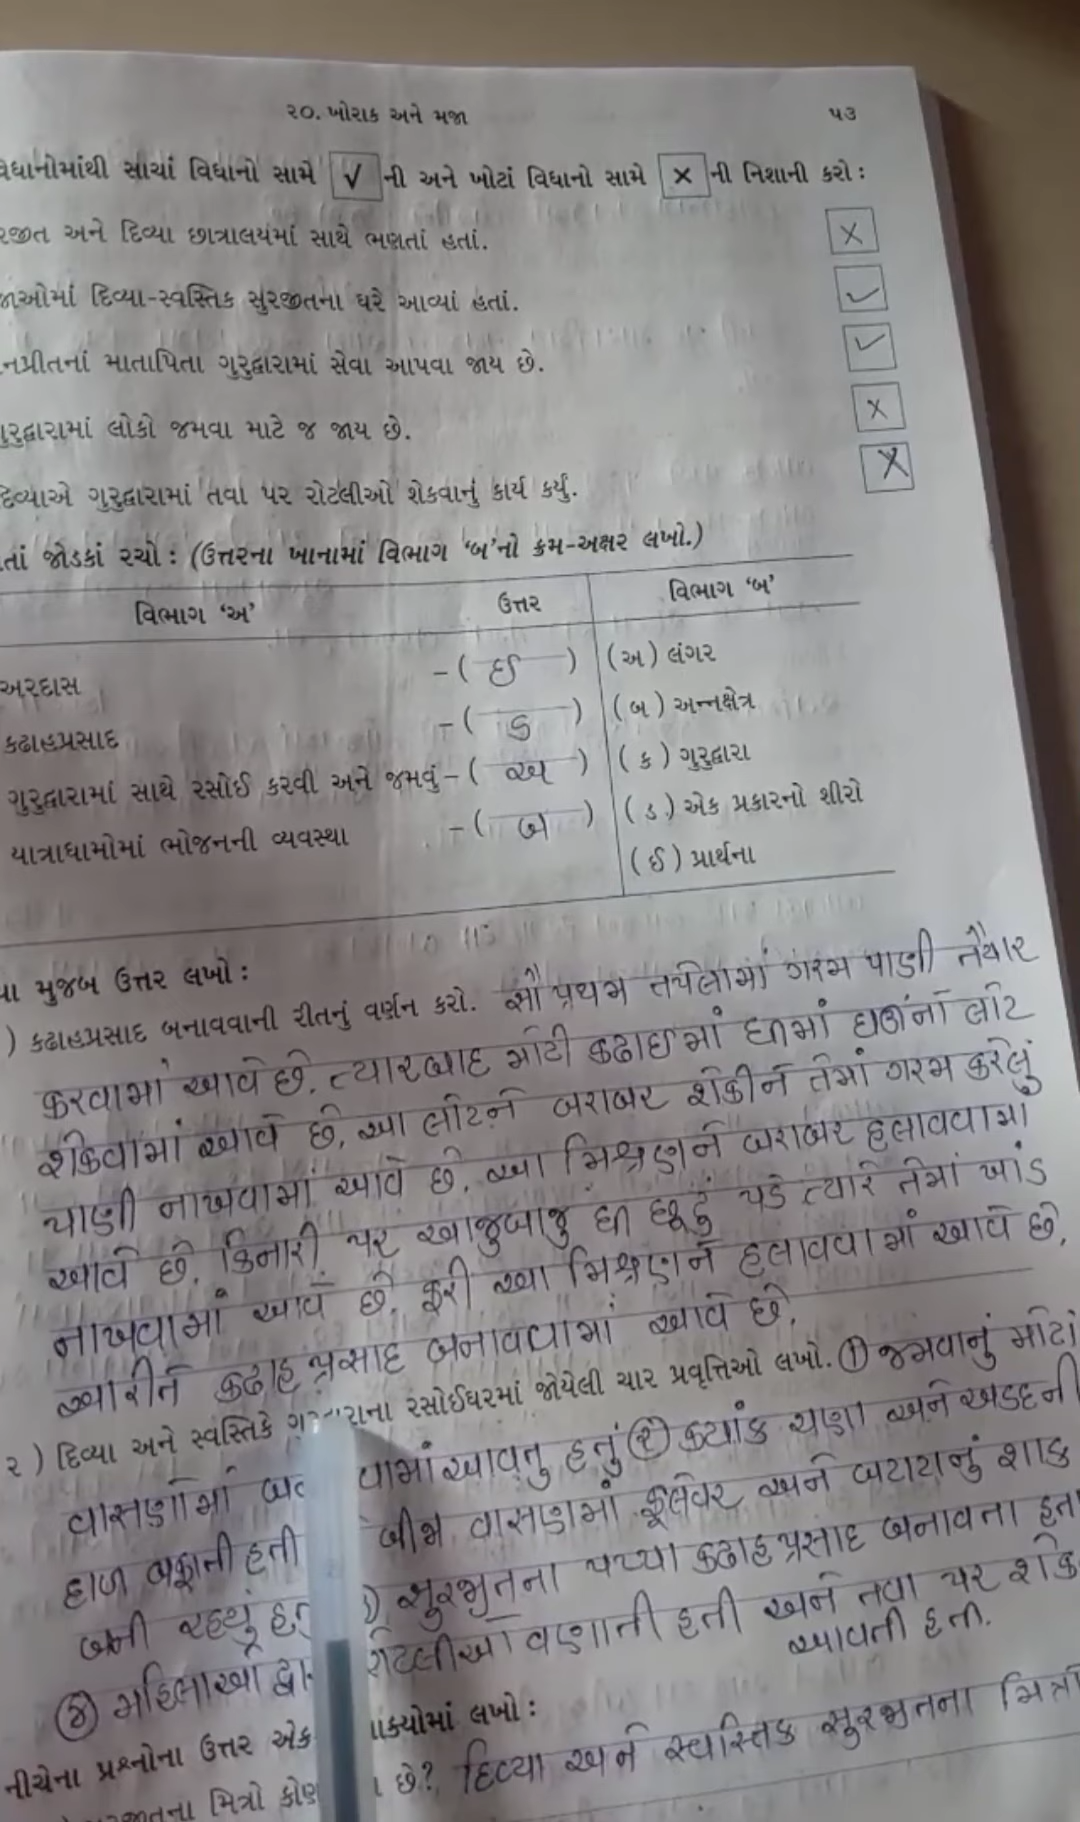 ૨૦. ખોરાક અને મજા ૫૩
વિધાનોમાંથી સાચાં વિધાનો સામે ✓ ની અને ખોટાં વિધાનો સામે × ની નિશાની કરો :
અને દિવ્યા છાત્રાલયમાં સાથે ભણતાં હતાં. ×
દિવ્યા-સ્વસ્તિક સુરજીતના ઘરે આવ્યાં હતાં. ✓
માતાપિતા ગુરુદ્વારામાં સેવા આપવા જાય છે. ✓
ગુરુદ્વારામાં લોકો જમવા માટે જ જાય છે. ×
દિવ્યાએ ગુરુદ્વારામાં તવા પર રોટલીઓ શેકવાનું કાર્ય કર્યું. ×
જોડકાં રચો : (ઉત્તરના ખાનામાં વિભાગ ‘બ’નો ક્રમ-અક્ષર લખો.)
વિભાગ ‘અ’ ઉત્તર વિભાગ ‘બ’
અરદાસ -( ઈ ) (અ) લંગર
કઢાહપ્રસાદ -( ડ ) (બ) અન્નક્ષેત્ર
ગુરુદ્વારામાં સાથે રસોઈ કરવી અને જમવું -( અ ) (ક) ગુરુદ્વારા
યાત્રાધામોમાં ભોજનની વ્યવસ્થા -( બ ) (ડ) એક પ્રકારનો શીરો
(ઈ) પ્રાર્થના
મુજબ ઉત્તર લખો :
) કઢાહપ્રસાદ બનાવવાની રીતનું વર્ણન કરો. સૌ પ્રથમ તપેલામાં ગરમ પાણી તૈયાર
કરવામાં આવે છે. ત્યારબાદ મોટી કઢાઈમાં ઘીમાં ઘઉંનો લોટ
શેકવામાં આવે છે. આ લોટને બરાબર શેકીને તેમાં ગરમ કરેલું
પાણી નાખવામાં આવે છે. આ મિશ્રણને બરાબર હલાવવામાં
આવે છે. કિનારી પર આજુબાજુ ઘી છૂટું પડે ત્યારે તેમાં ખાંડ
નાખવામાં આવે છે. ફરી આ મિશ્રણને હલાવવામાં આવે છે.
આરીતે કઢાહ પ્રસાદ બનાવવામાં આવે છે.
૨) દિવ્યા અને સ્વસ્તિકે રસોઈઘરમાં જોયેલી ચાર પ્રવૃત્તિઓ લખો. ① જમવાનું મોટાં
વાસણોમાં આવતુ હતું ② ક્યાંક ચણા અને અડદની
દાળ બફાતી હતી બીજા વાસણમાં ફૂલેવર અને બટાટાનું શાક
બની રહ્યું સુરજીતના પપ્પા કઢાહ પ્રસાદ બનાવતા હતા
④ મહિલાઓ રોટલીઓ વણાતી હતી અને તવા પર
આવતી હતી.
નીચેના પ્રશ્નોના ઉત્તર એક વાક્યોમાં લખો :
મિત્રો કોણ છે? દિવ્યા અને સ્વસ્તિક સુરજીતના